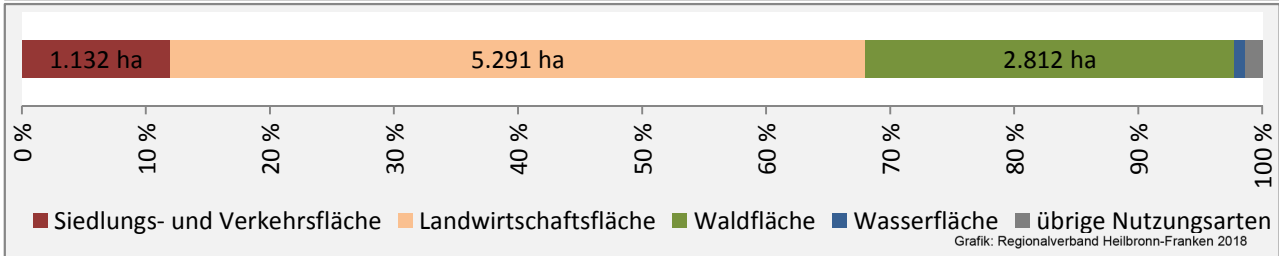 1.132 ha 5.291 ha 2.812 ha
0 % 10 % 20 % 30 % 40 % 50 % 60 % 70 % 80 % 90 % 100 %
Siedlungs- und Verkehrsfläche Landwirtschaftsfläche Waldfläche Wasserfläche übrige Nutzungsarten
Grafik: Regionalverband Heilbronn-Franken 2018